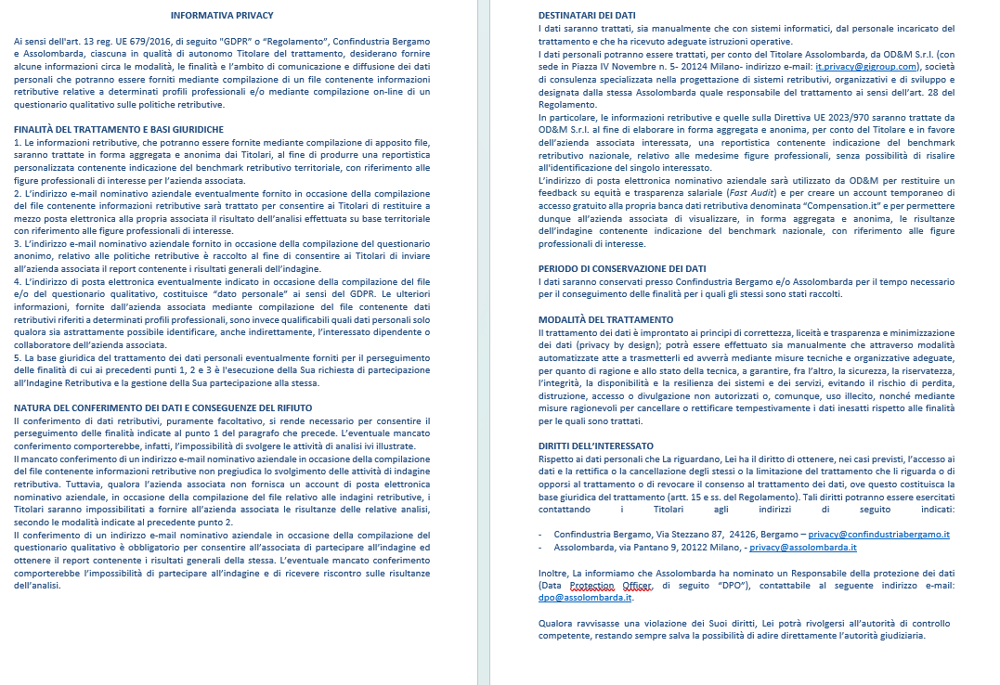 INFORMATIVA PRIVACY
Ai sensi dell'art. 13 reg. UE 679/2016, di seguito "GDPR" o “Regolamento”, Confindustria Bergamo
e Assolombarda, ciascuna in qualità di autonomo Titolare del trattamento, desiderano fornire
alcune informazioni circa le modalità, le finalità e l’ambito di comunicazione e diffusione dei dati
personali che potranno essere forniti mediante compilazione di un file contenente informazioni
retributive relative a determinati profili professionali e/o mediante compilazione on-line di un
questionario qualitativo sulle politiche retributive.
FINALITÀ DEL TRATTAMENTO E BASI GIURIDICHE
1. Le informazioni retributive, che potranno essere fornite mediante compilazione di apposito file,
saranno trattate in forma aggregata e anonima dai Titolari, al fine di produrre una reportistica
personalizzata contenente indicazione del benchmark retributivo territoriale, con riferimento alle
figure professionali di interesse per l’azienda associata.
2. L’indirizzo e-mail nominativo aziendale eventualmente fornito in occasione della compilazione
del file contenente informazioni retributive sarà trattato per consentire ai Titolari di restituire a
mezzo posta elettronica alla propria associata il risultato dell’analisi effettuata su base territoriale
con riferimento alle figure professionali di interesse.
3. L’indirizzo e-mail nominativo aziendale fornito in occasione della compilazione del questionario
anonimo, relativo alle politiche retributive è raccolto al fine di consentire ai Titolari di inviare
all’azienda associata il report contenente i risultati generali dell’indagine.
4. L’indirizzo di posta elettronica eventualmente indicato in occasione della compilazione del file
e/o del questionario qualitativo, costituisce “dato personale” ai sensi del GDPR. Le ulteriori
informazioni, fornite dall’azienda associata mediante compilazione del file contenente dati
retributivi riferiti a determinati profili professionali, sono invece qualificabili quali dati personali solo
qualora sia astrattamente possibile identificare, anche indirettamente, l’interessato dipendente o
collaboratore dell’azienda associata.
5. La base giuridica del trattamento dei dati personali eventualmente forniti per il perseguimento
delle finalità di cui ai precedenti punti 1, 2 e 3 è l'esecuzione della Sua richiesta di partecipazione
all’Indagine Retributiva e la gestione della Sua partecipazione alla stessa.
NATURA DEL CONFERIMENTO DEI DATI E CONSEGUENZE DEL RIFIUTO
Il conferimento di dati retributivi, puramente facoltativo, si rende necessario per consentire il
perseguimento delle finalità indicate al punto 1 del paragrafo che precede. L’eventuale mancato
conferimento comporterebbe, infatti, l’impossibilità di svolgere le attività di analisi ivi illustrate.
Il mancato conferimento di un indirizzo e-mail nominativo aziendale in occasione della compilazione
del file contenente informazioni retributive non pregiudica lo svolgimento delle attività di indagine
retributiva. Tuttavia, qualora l’azienda associata non fornisca un account di posta elettronica
nominativo aziendale, in occasione della compilazione del file relativo alle indagini retributive, i
Titolari saranno impossibilitati a fornire all’azienda associata le risultanze delle relative analisi,
secondo le modalità indicate al precedente punto 2.
Il conferimento di un indirizzo e-mail nominativo aziendale in occasione della compilazione del
questionario qualitativo è obbligatorio per consentire all’associata di partecipare all’indagine ed
ottenere il report contenente i risultati generali della stessa. L’eventuale mancato conferimento
comporterebbe l’impossibilità di partecipare all’indagine e di ricevere riscontro sulle risultanze
dell’analisi.
DESTINATARI DEI DATI
I dati saranno trattati, sia manualmente che con sistemi informatici, dal personale incaricato del
trattamento e che ha ricevuto adeguate istruzioni operative.
I dati personali potranno essere trattati, per conto del Titolare Assolombarda, da OD&M S.r.l. (con
sede in Piazza IV Novembre n. 5- 20124 Milano- indirizzo e-mail: it.privacy@gigroup.com), società
di consulenza specializzata nella progettazione di sistemi retributivi, organizzativi e di sviluppo e
designata dalla stessa Assolombarda quale responsabile del trattamento ai sensi dell’art. 28 del
Regolamento.
In particolare, le informazioni retributive e quelle sulla Direttiva UE 2023/970 saranno trattate da
OD&M S.r.l. al fine di elaborare in forma aggregata e anonima, per conto del Titolare e in favore
dell’azienda associata interessata, una reportistica contenente indicazione del benchmark
retributivo nazionale, relativo alle medesime figure professionali, senza possibilità di risalire
all'identificazione del singolo interessato.
L’indirizzo di posta elettronica nominativo aziendale sarà utilizzato da OD&M per restituire un
feedback su equità e trasparenza salariale (Fast Audit) e per creare un account temporaneo di
accesso gratuito alla propria banca dati retributiva denominata “Compensation.it” e per permettere
dunque all’azienda associata di visualizzare, in forma aggregata e anonima, le risultanze
dell’indagine contenente indicazione del benchmark nazionale, con riferimento alle figure
professionali di interesse.
PERIODO DI CONSERVAZIONE DEI DATI
I dati saranno conservati presso Confindustria Bergamo e/o Assolombarda per il tempo necessario
per il conseguimento delle finalità per i quali gli stessi sono stati raccolti.
MODALITÀ DEL TRATTAMENTO
Il trattamento dei dati è improntato ai principi di correttezza, liceità e trasparenza e minimizzazione
dei dati (privacy by design); potrà essere effettuato sia manualmente che attraverso modalità
automatizzate atte a trasmetterli ed avverrà mediante misure tecniche e organizzative adeguate,
per quanto di ragione e allo stato della tecnica, a garantire, fra l’altro, la sicurezza, la riservatezza,
l’integrità, la disponibilità e la resilienza dei sistemi e dei servizi, evitando il rischio di perdita,
distruzione, accesso o divulgazione non autorizzati o, comunque, uso illecito, nonché mediante
misure ragionevoli per cancellare o rettificare tempestivamente i dati inesatti rispetto alle finalità
per le quali sono trattati.
DIRITTI DELL’INTERESSATO
Rispetto ai dati personali che La riguardano, Lei ha il diritto di ottenere, nei casi previsti, l’accesso ai
dati e la rettifica o la cancellazione degli stessi o la limitazione del trattamento che li riguarda o di
opporsi al trattamento o di revocare il consenso al trattamento dei dati, ove questo costituisca la
base giuridica del trattamento (artt. 15 e ss. del Regolamento). Tali diritti potranno essere esercitati
contattando i Titolari agli indirizzi di seguito indicati:
- Confindustria Bergamo, Via Stezzano 87, 24126, Bergamo – privacy@confindustriabergamo.it
- Assolombarda, via Pantano 9, 20122 Milano, - privacy@assolombarda.it
Inoltre, La informiamo che Assolombarda ha nominato un Responsabile della protezione dei dati
(Data Protection Officer, di seguito “DPO”), contattabile al seguente indirizzo e-mail:
dpo@assolombarda.it.
Qualora ravvisasse una violazione dei Suoi diritti, Lei potrà rivolgersi all’autorità di controllo
competente, restando sempre salva la possibilità di adire direttamente l’autorità giudiziaria.